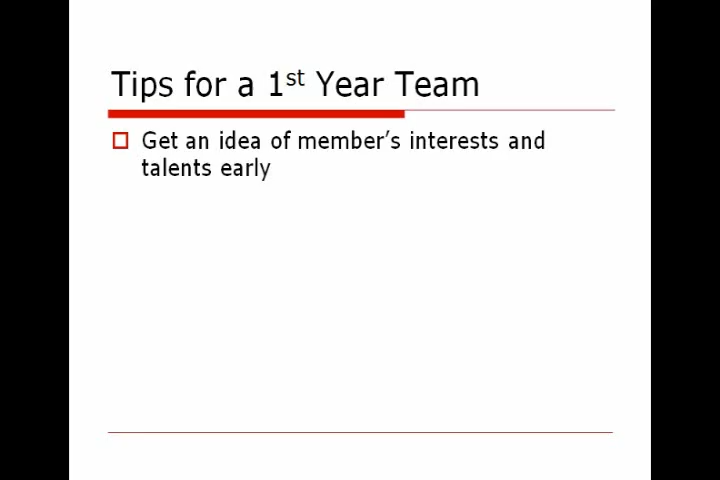 Tips for a 1st Year Team
Get an idea of member’s interests and
talents early